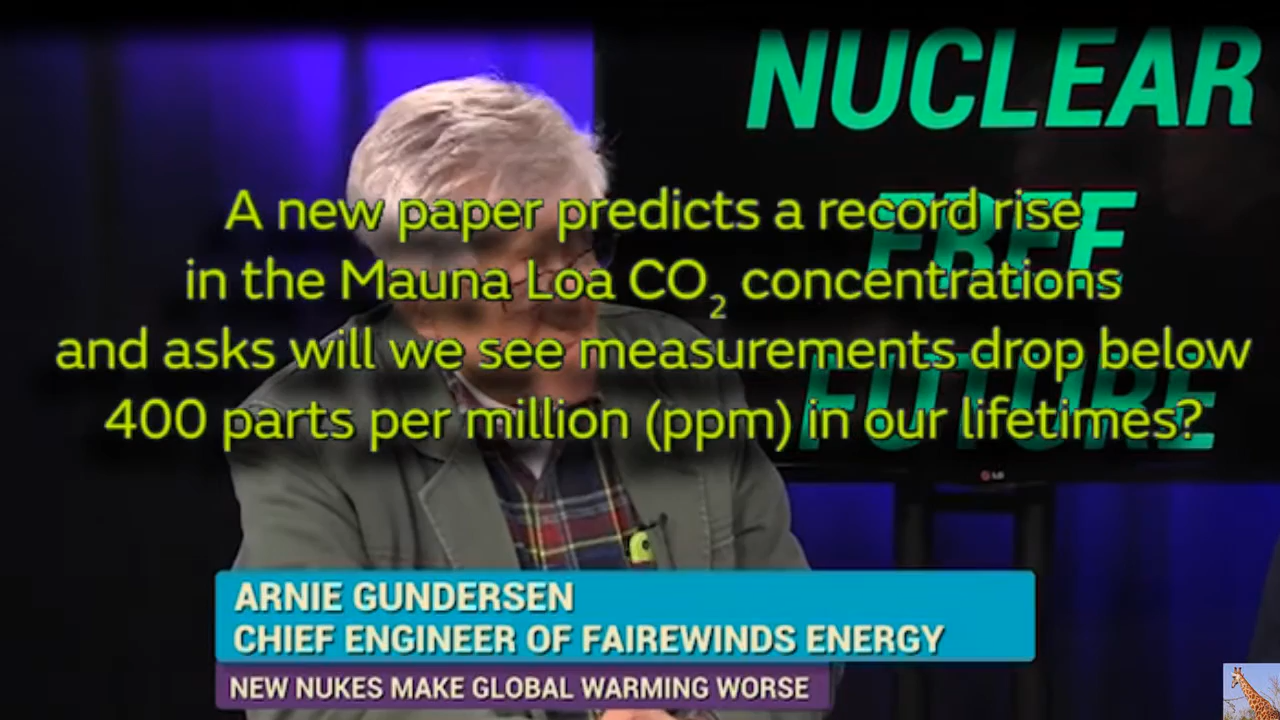 NUCLEAR
FREE
FUTURE
A new paper predicts a record rise
in the Mauna Loa CO₂ concentrations
and asks will we see measurements drop below
400 parts per million (ppm) in our lifetimes?
LG
ARNIE GUNDERSEN
CHIEF ENGINEER OF FAIREWINDS ENERGY
NEW NUKES MAKE GLOBAL WARMING WORSE